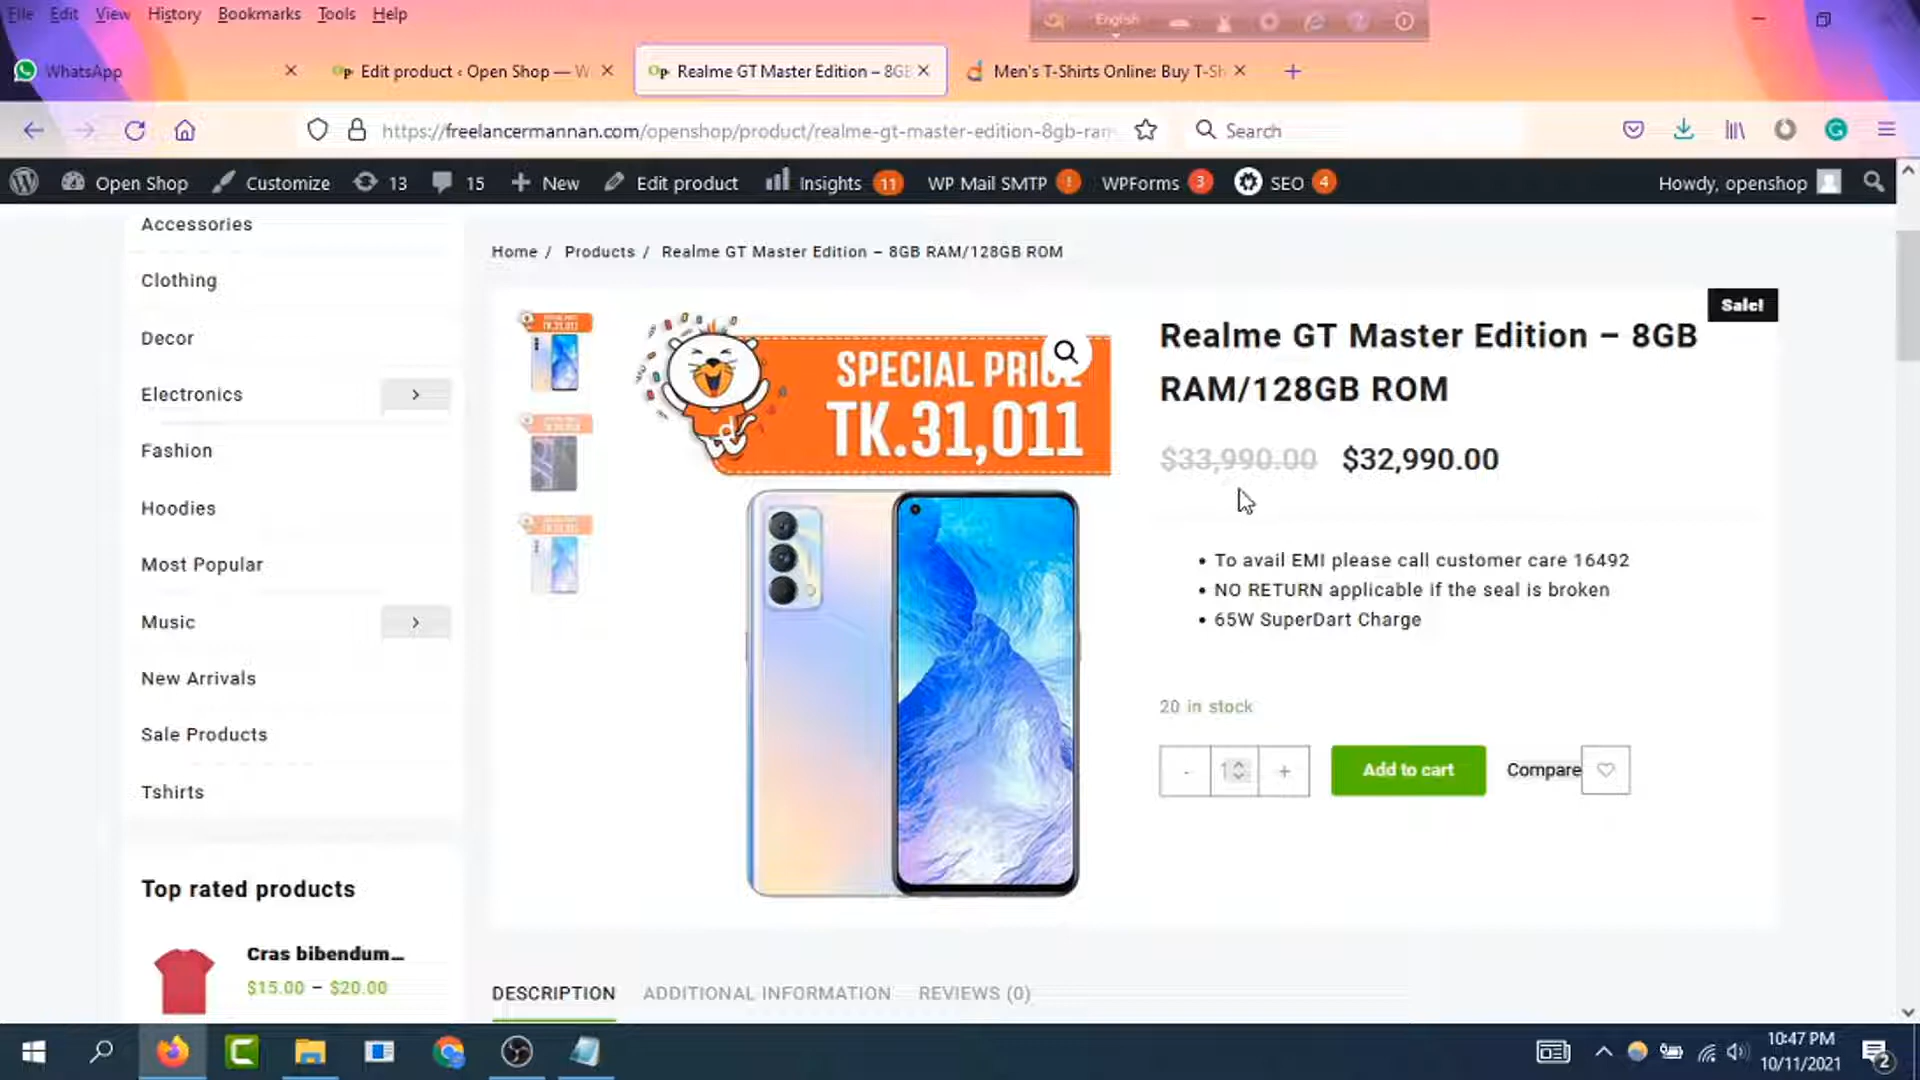 File Edit View History Bookmarks Tools Help
English
WhatsApp
Edit product ‹ Open Shop — W
Realme GT Master Edition – 8GB
Men's T-Shirts Online: Buy T-Sh
https://freelancermannan.com/openshop/product/realme-gt-master-edition-8gb-ram
Search
Open Shop Customize 13 15 New Edit product Insights 11 WP Mail SMTP ! WPForms 3 SEO 4 Howdy, openshop
Accessories
Clothing
Decor
Electronics
Fashion
Hoodies
Most Popular
Music
New Arrivals
Sale Products
Tshirts
Top rated products
Cras bibendum...
$15.00 – $20.00
Home / Products / Realme GT Master Edition – 8GB RAM/128GB ROM
SPECIAL PRICE
TK.31,011
Sale!
Realme GT Master Edition – 8GB
RAM/128GB ROM
$33,990.00 $32,990.00
• To avail EMI please call customer care 16492
• NO RETURN applicable if the seal is broken
• 65W SuperDart Charge
20 in stock
- 1 + Add to cart Compare
DESCRIPTION ADDITIONAL INFORMATION REVIEWS (0)
10:47 PM
10/11/2021
2